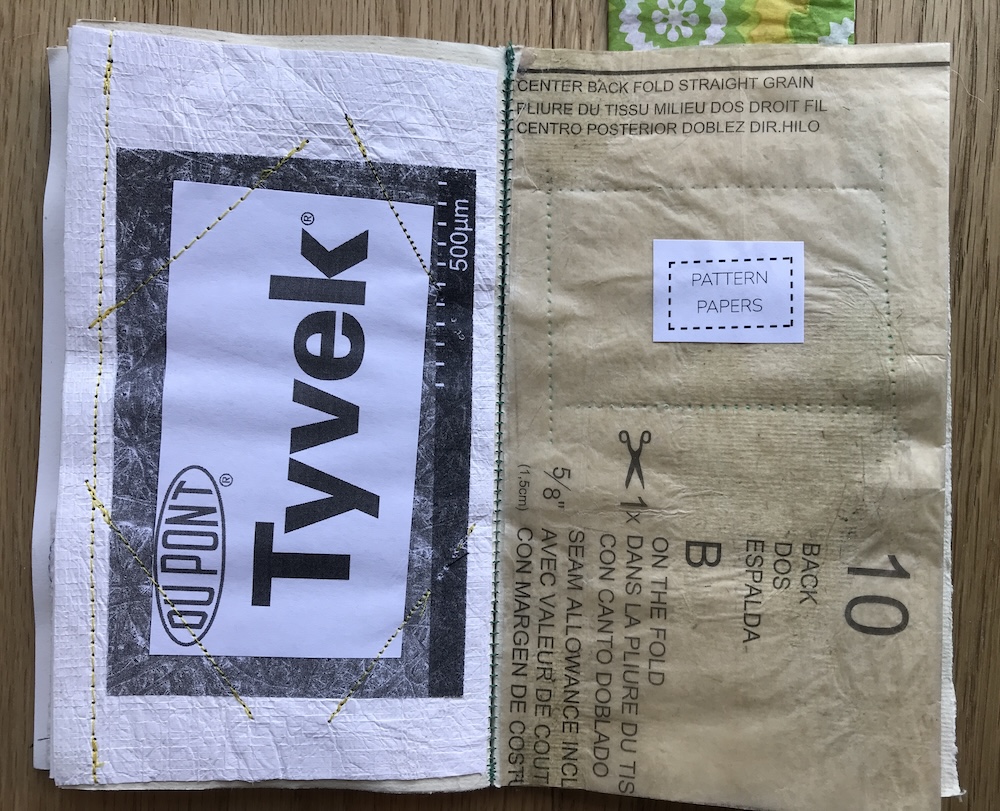 DUPONT®
Tyvek®
500µm
CENTER BACK FOLD STRAIGHT GRAIN
PLIURE DU TISSU MILIEU DOS DROIT FIL
CENTRO POSTERIOR DOBLEZ DIR.HILO
PATTERN
PAPERS
10
BACK
DOS
ESPALDA
B
1X
ON THE FOLD
DANS LA PLIURE DU TIS
CON CANTO DOBLADO
5/8" SEAM ALLOWANCE INCL
(1,5cm) AVEC VALEUR DE COUT
CON MARGEN DE COST